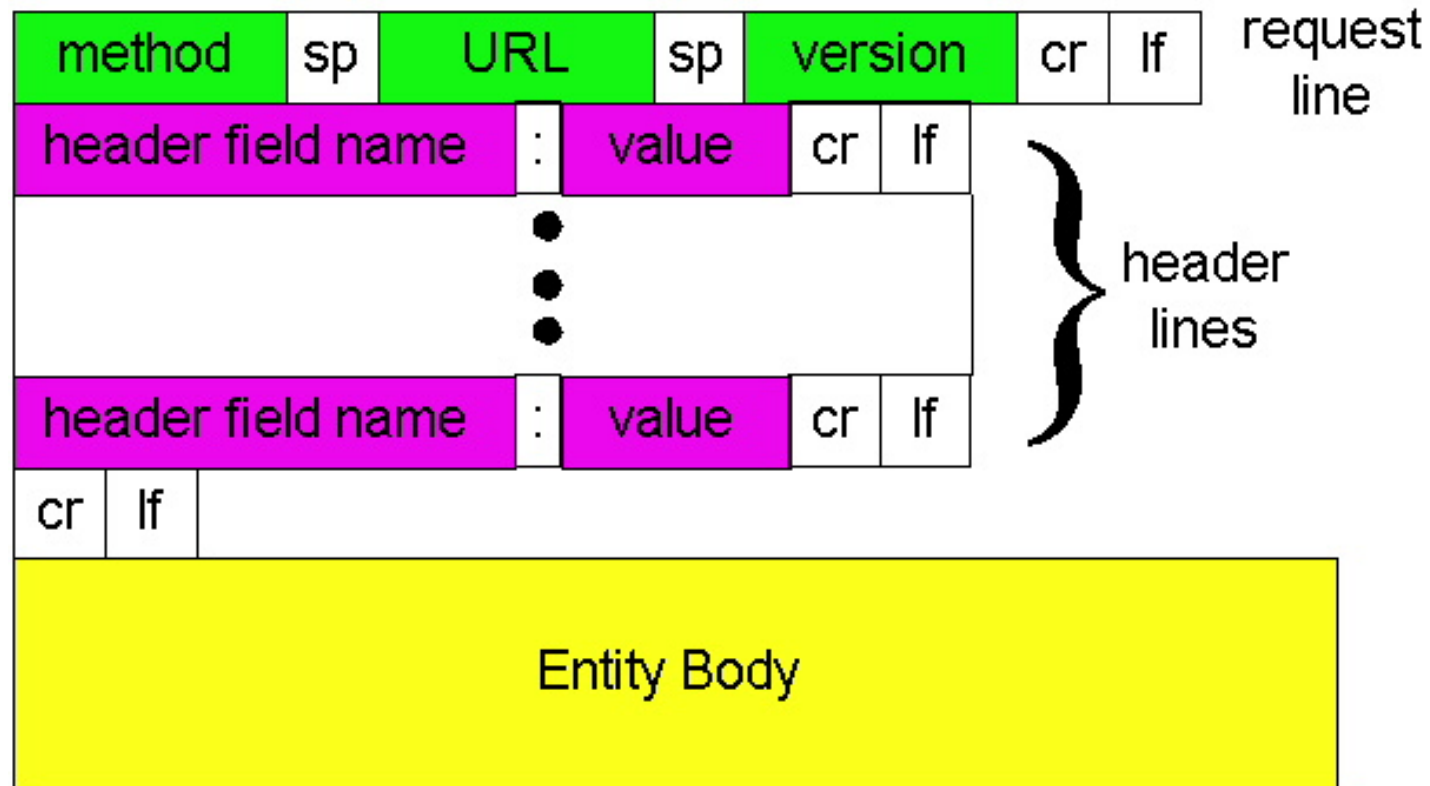 method sp URL sp version cr lf request line
header field name : value cr lf
header lines
header field name : value cr lf
cr lf
Entity Body